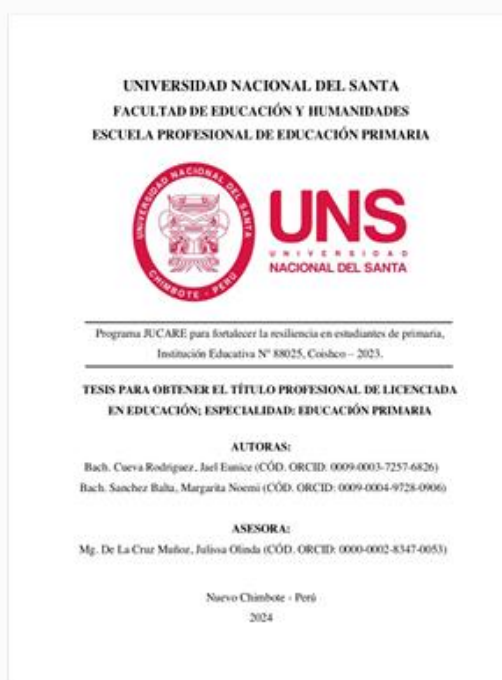 UNIVERSIDAD NACIONAL DEL SANTA
FACULTAD DE EDUCACIÓN Y HUMANIDADES
ESCUELA PROFESIONAL DE EDUCACIÓN PRIMARIA
UNIVERSIDAD NACIONAL DEL SANTA
CHIMBOTE - PERÚ
UNS
UNIVERSIDAD
NACIONAL DEL SANTA
Programa JUCARE para fortalecer la resiliencia en estudiantes de primaria,
Institución Educativa N° 88025, Coishco – 2023.
TESIS PARA OBTENER EL TÍTULO PROFESIONAL DE LICENCIADA
EN EDUCACIÓN; ESPECIALIDAD: EDUCACIÓN PRIMARIA
AUTORAS:
Bach. Cueva Rodriguez, Jael Eunice (CÓD. ORCID: 0009-0003-7257-6826)
Bach. Sanchez Balta, Margarita Noemi (CÓD. ORCID: 0009-0004-9728-0906)
ASESORA:
Mg. De La Cruz Muñoz, Julissa Olinda (CÓD. ORCID: 0000-0002-8347-0053)
Nuevo Chimbote - Perú
2024